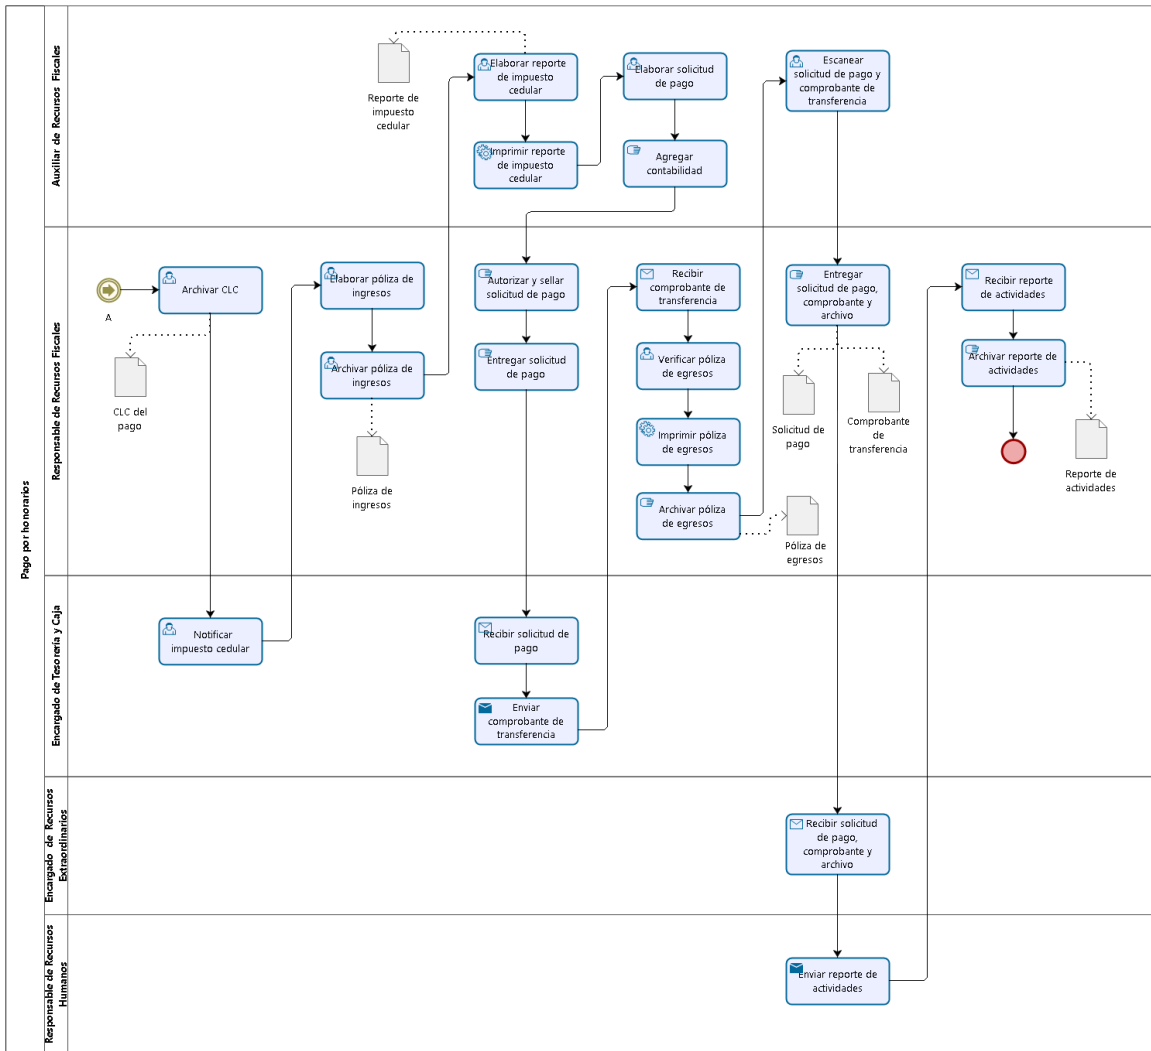 Pago por honorarios
Auxiliar de Recursos Fiscales
Reporte de
impuesto
cedular
Elaborar reporte
de impuesto
cedular
Imprimir reporte
de impuesto
cedular
Elaborar solicitud
de pago
Agregar
contabilidad
Escanear
solicitud de pago y
comprobante de
transferencia
Responsable de Recursos Fiscales
A
Archivar CLC
CLC del
pago
Elaborar póliza de
ingresos
Archivar póliza de
ingresos
Póliza de
ingresos
Autorizar y sellar
solicitud de pago
Entregar solicitud
de pago
Recibir
comprobante de
transferencia
Verificar póliza
de egresos
Imprimir póliza
de egresos
Archivar póliza
de egresos
Póliza de
egresos
Entregar
solicitud de pago,
comprobante y
archivo
Solicitud de
pago
Comprobante
de
transferencia
Recibir reporte
de actividades
Archivar reporte de
actividades
Reporte de
actividades
Encargado de Tesorería y Caja
Notificar
impuesto cedular
Recibir solicitud de
pago
Enviar
comprobante de
transferencia
Encargado de Recursos
Extraordinarios
Recibir solicitud
de pago,
comprobante y
archivo
Responsable de Recursos
Humanos
Enviar reporte de
actividades